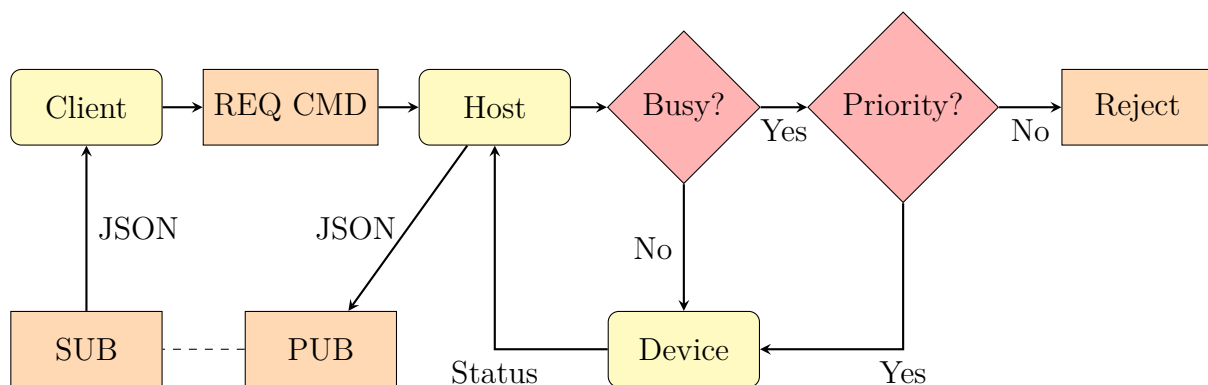 Client
REQ CMD
Host
Busy?
Yes
Priority?
No
Reject
JSON
JSON
No
SUB
PUB
Status
Device
Yes